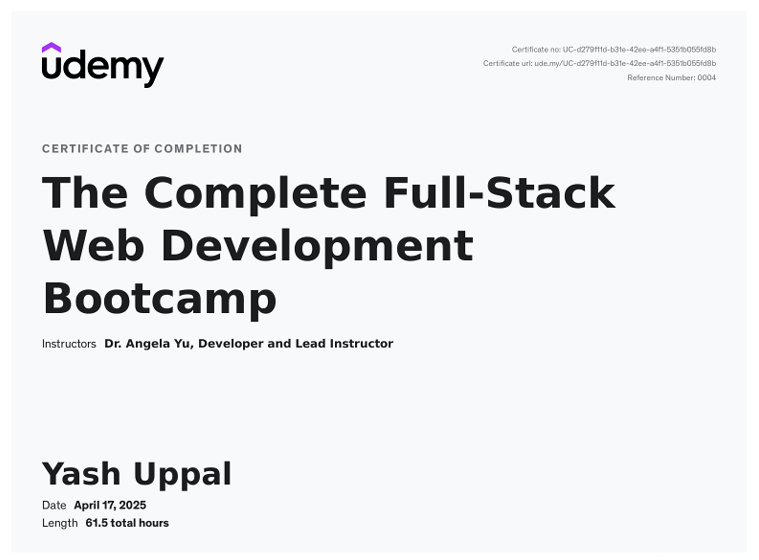 udemy
Certificate no: UC-d279f11d-b31e-42ee-a4f1-5351b055fd8b
Certificate url: ude.my/UC-d279f11d-b31e-42ee-a4f1-5351b055fd8b
Reference Number: 0004
CERTIFICATE OF COMPLETION
The Complete Full-Stack
Web Development
Bootcamp
Instructors Dr. Angela Yu, Developer and Lead Instructor
Yash Uppal
Date April 17, 2025
Length 61.5 total hours